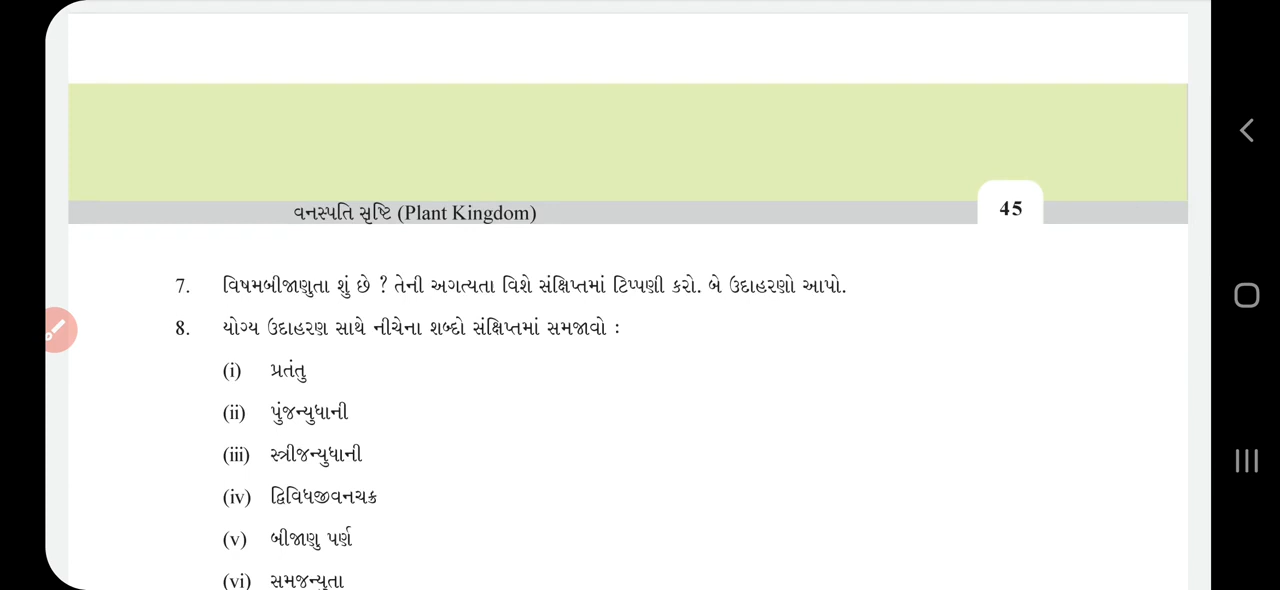 વનસ્પતિ સૃષ્ટિ (Plant Kingdom)
45
7. વિષમબીજાણુતા શું છે ? તેની અગત્યતા વિશે સંક્ષિપ્તમાં ટિપ્પણી કરો. બે ઉદાહરણો આપો.
8. યોગ્ય ઉદાહરણ સાથે નીચેના શબ્દો સંક્ષિપ્તમાં સમજાવો :
(i) પ્રતંતુ
(ii) પુંજન્યુધાની
(iii) સ્ત્રીજન્યુધાની
(iv) દ્વિવિધજીવનચક્ર
(v) બીજાણુ પર્ણ
(vi) સમજન્યુતા